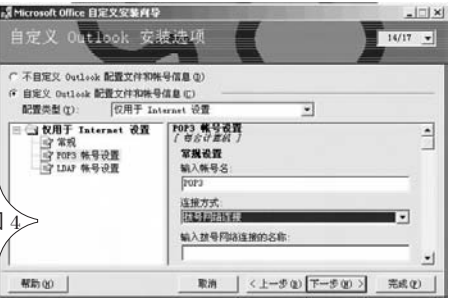 Microsoft Office 自定义安装向导
自定义 Outlook 安装选项
14/17
不自定义 Outlook 配置文件和帐号信息(D)
自定义 Outlook 配置文件和帐号信息(C)
配置类型(T): 仅用于 Internet 设置
仅用于 Internet 设置
常规
POP3 帐号设置
LDAP 帐号设置
POP3 帐号设置
[ 每台计算机 ]
常规设置
输入帐号名:
POP3
连接方式:
拨号网络连接
输入拨号网络连接的名称:
4
帮助(H) 取消 <上一步(B) 下一步(N) > 完成(F)